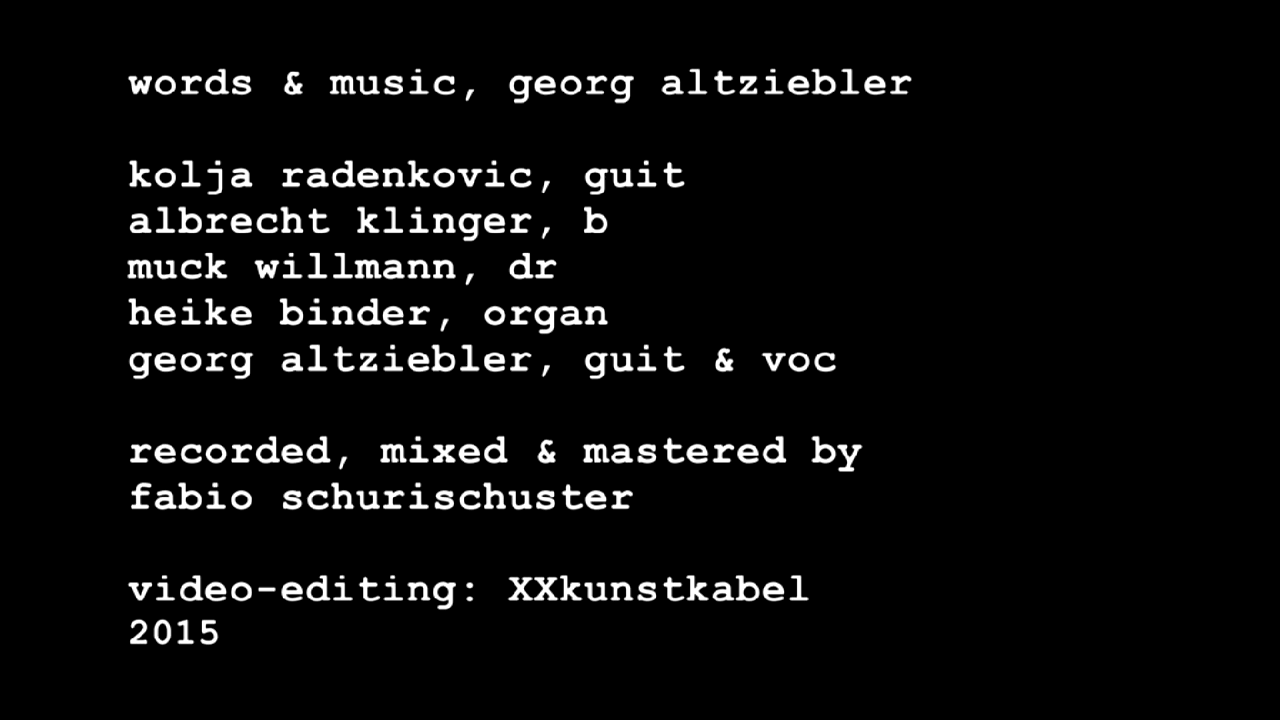 words & music, georg altziebler
kolja radenkovic, guit
albrecht klinger, b
muck willmann, dr
heike binder, organ
georg altziebler, guit & voc
recorded, mixed & mastered by
fabio schurischuster
video-editing: XXkunstkabel
2015